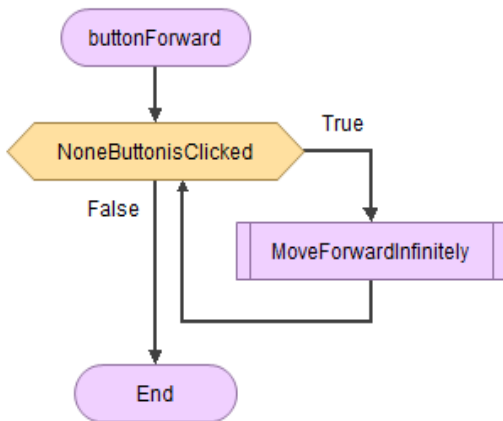 buttonForward
NoneButtonisClicked
True
False
MoveForwardInfinitely
End